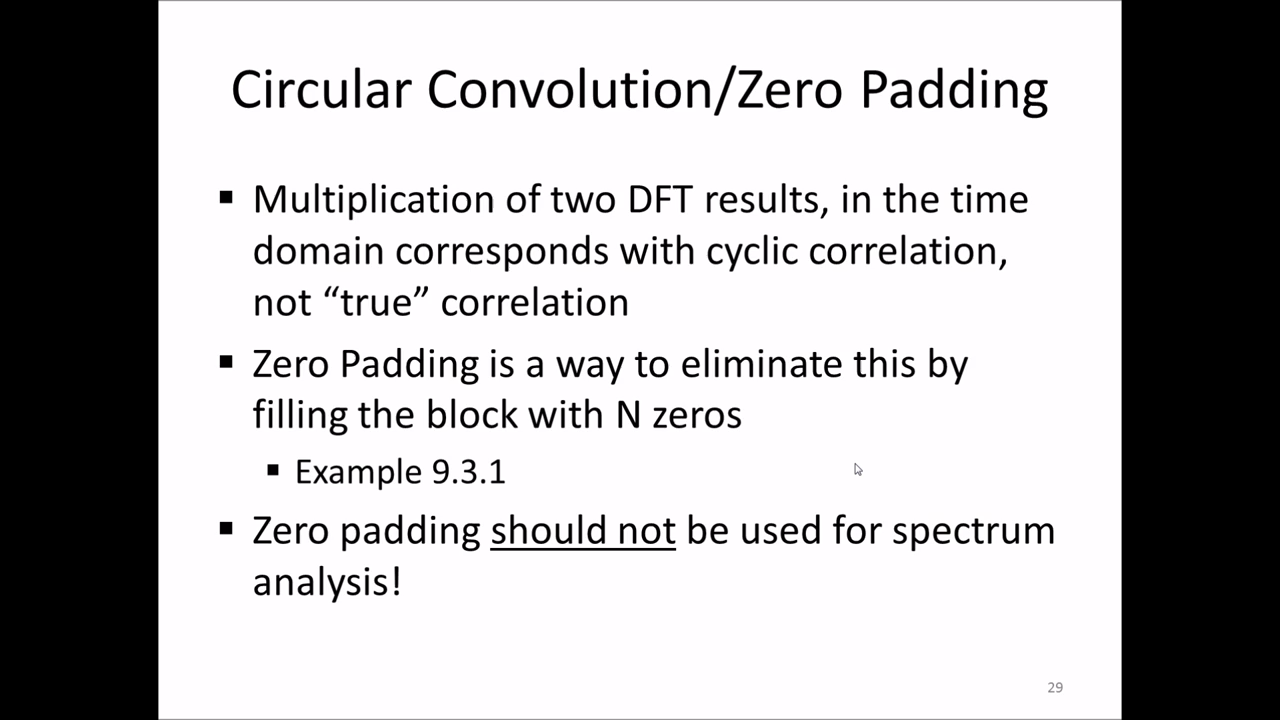 Circular Convolution/Zero Padding
▪ Multiplication of two DFT results, in the time
domain corresponds with cyclic correlation,
not “true” correlation
▪ Zero Padding is a way to eliminate this by
filling the block with N zeros
▪ Example 9.3.1
▪ Zero padding should not be used for spectrum
analysis!
29